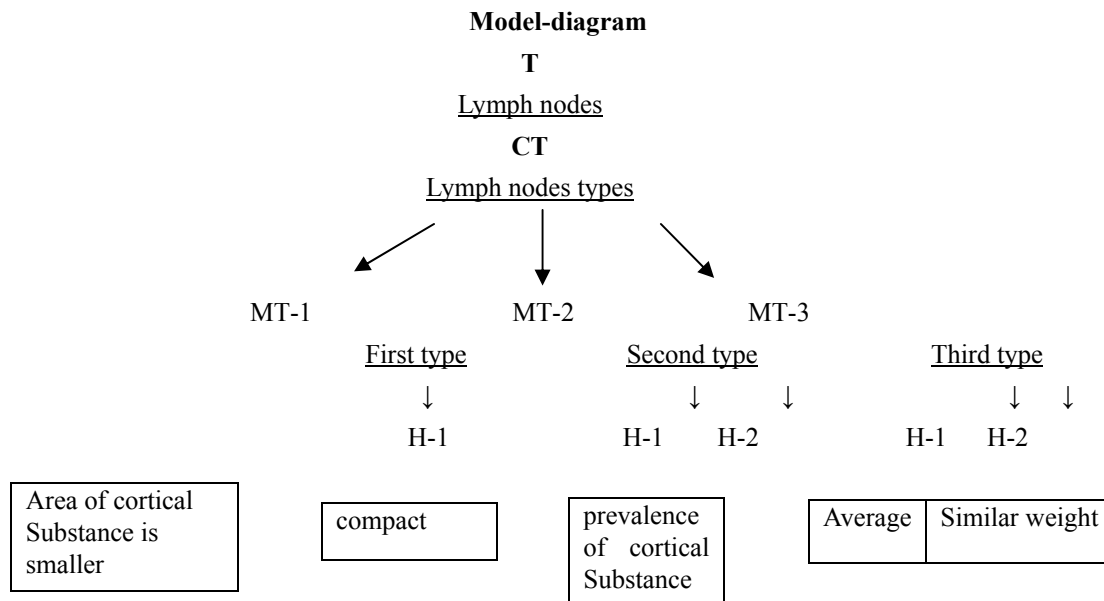 Model-diagram
T
Lymph nodes
CT
Lymph nodes types
MT-1 MT-2 MT-3
First type Second type Third type
↓ ↓ ↓ ↓ ↓
H-1 H-1 H-2 H-1 H-2
Area of cortical
Substance is
smaller
compact
prevalence
of cortical
Substance
Average
Similar weight